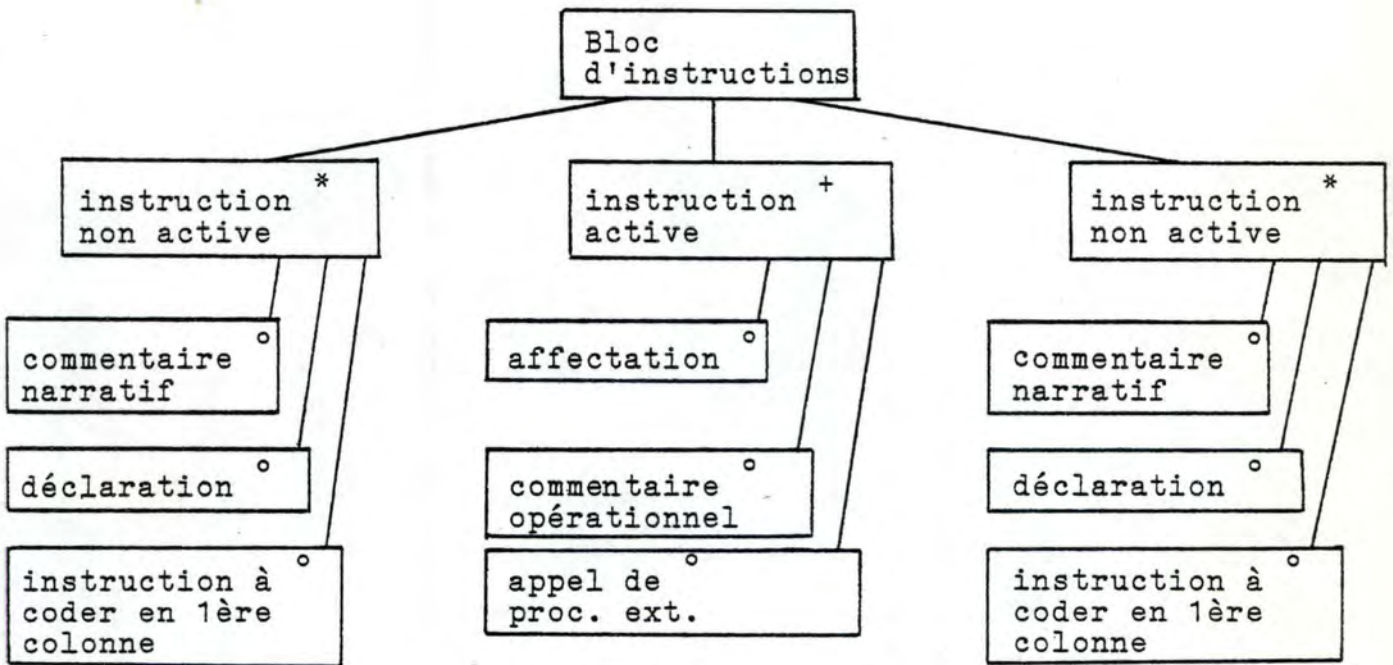 Bloc
d'instructions
*
instruction
non active
+
instruction
active
*
instruction
non active
o
commentaire
narratif
o
affectation
o
commentaire
narratif
o
déclaration
o
commentaire
opérationnel
o
déclaration
o
instruction à
coder en 1ère
colonne
o
appel de
proc. ext.
o
instruction à
coder en 1ère
colonne